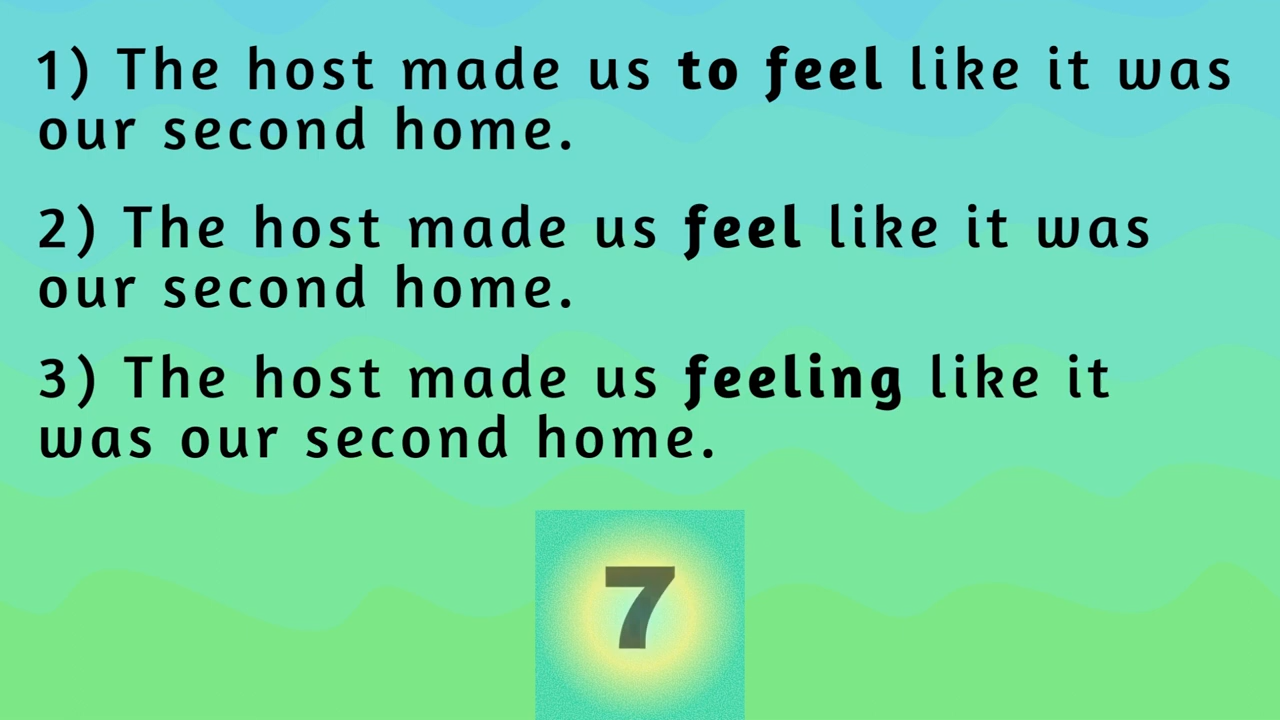 1) The host made us to feel like it was
our second home.
2) The host made us feel like it was
our second home.
3) The host made us feeling like it
was our second home.
7